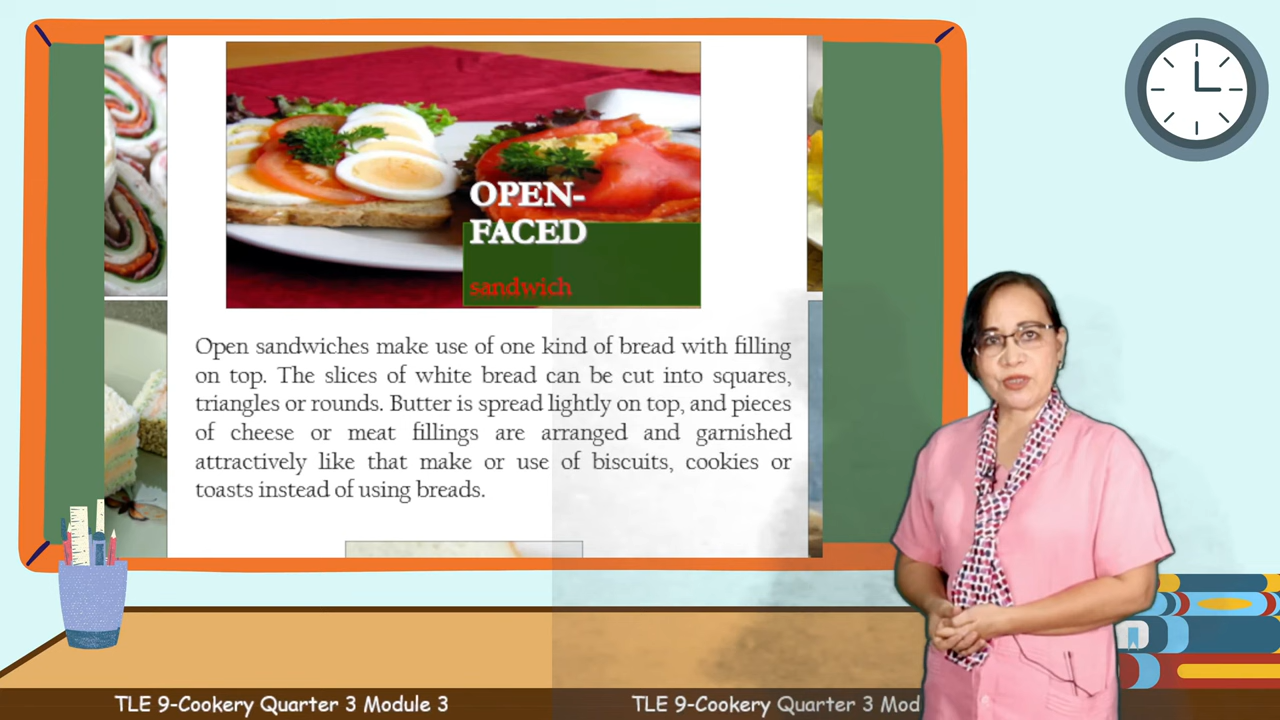 OPEN-
FACED
sandwich
Open sandwiches make use of one kind of bread with filling
on top. The slices of white bread can be cut into squares,
triangles or rounds. Butter is spread lightly on top, and pieces
of cheese or meat fillings are arranged and garnished
attractively like that make or use of biscuits, cookies or
toasts instead of using breads.
TLE 9-Cookery Quarter 3 Module 3
TLE 9-Cookery Quarter 3 Mod